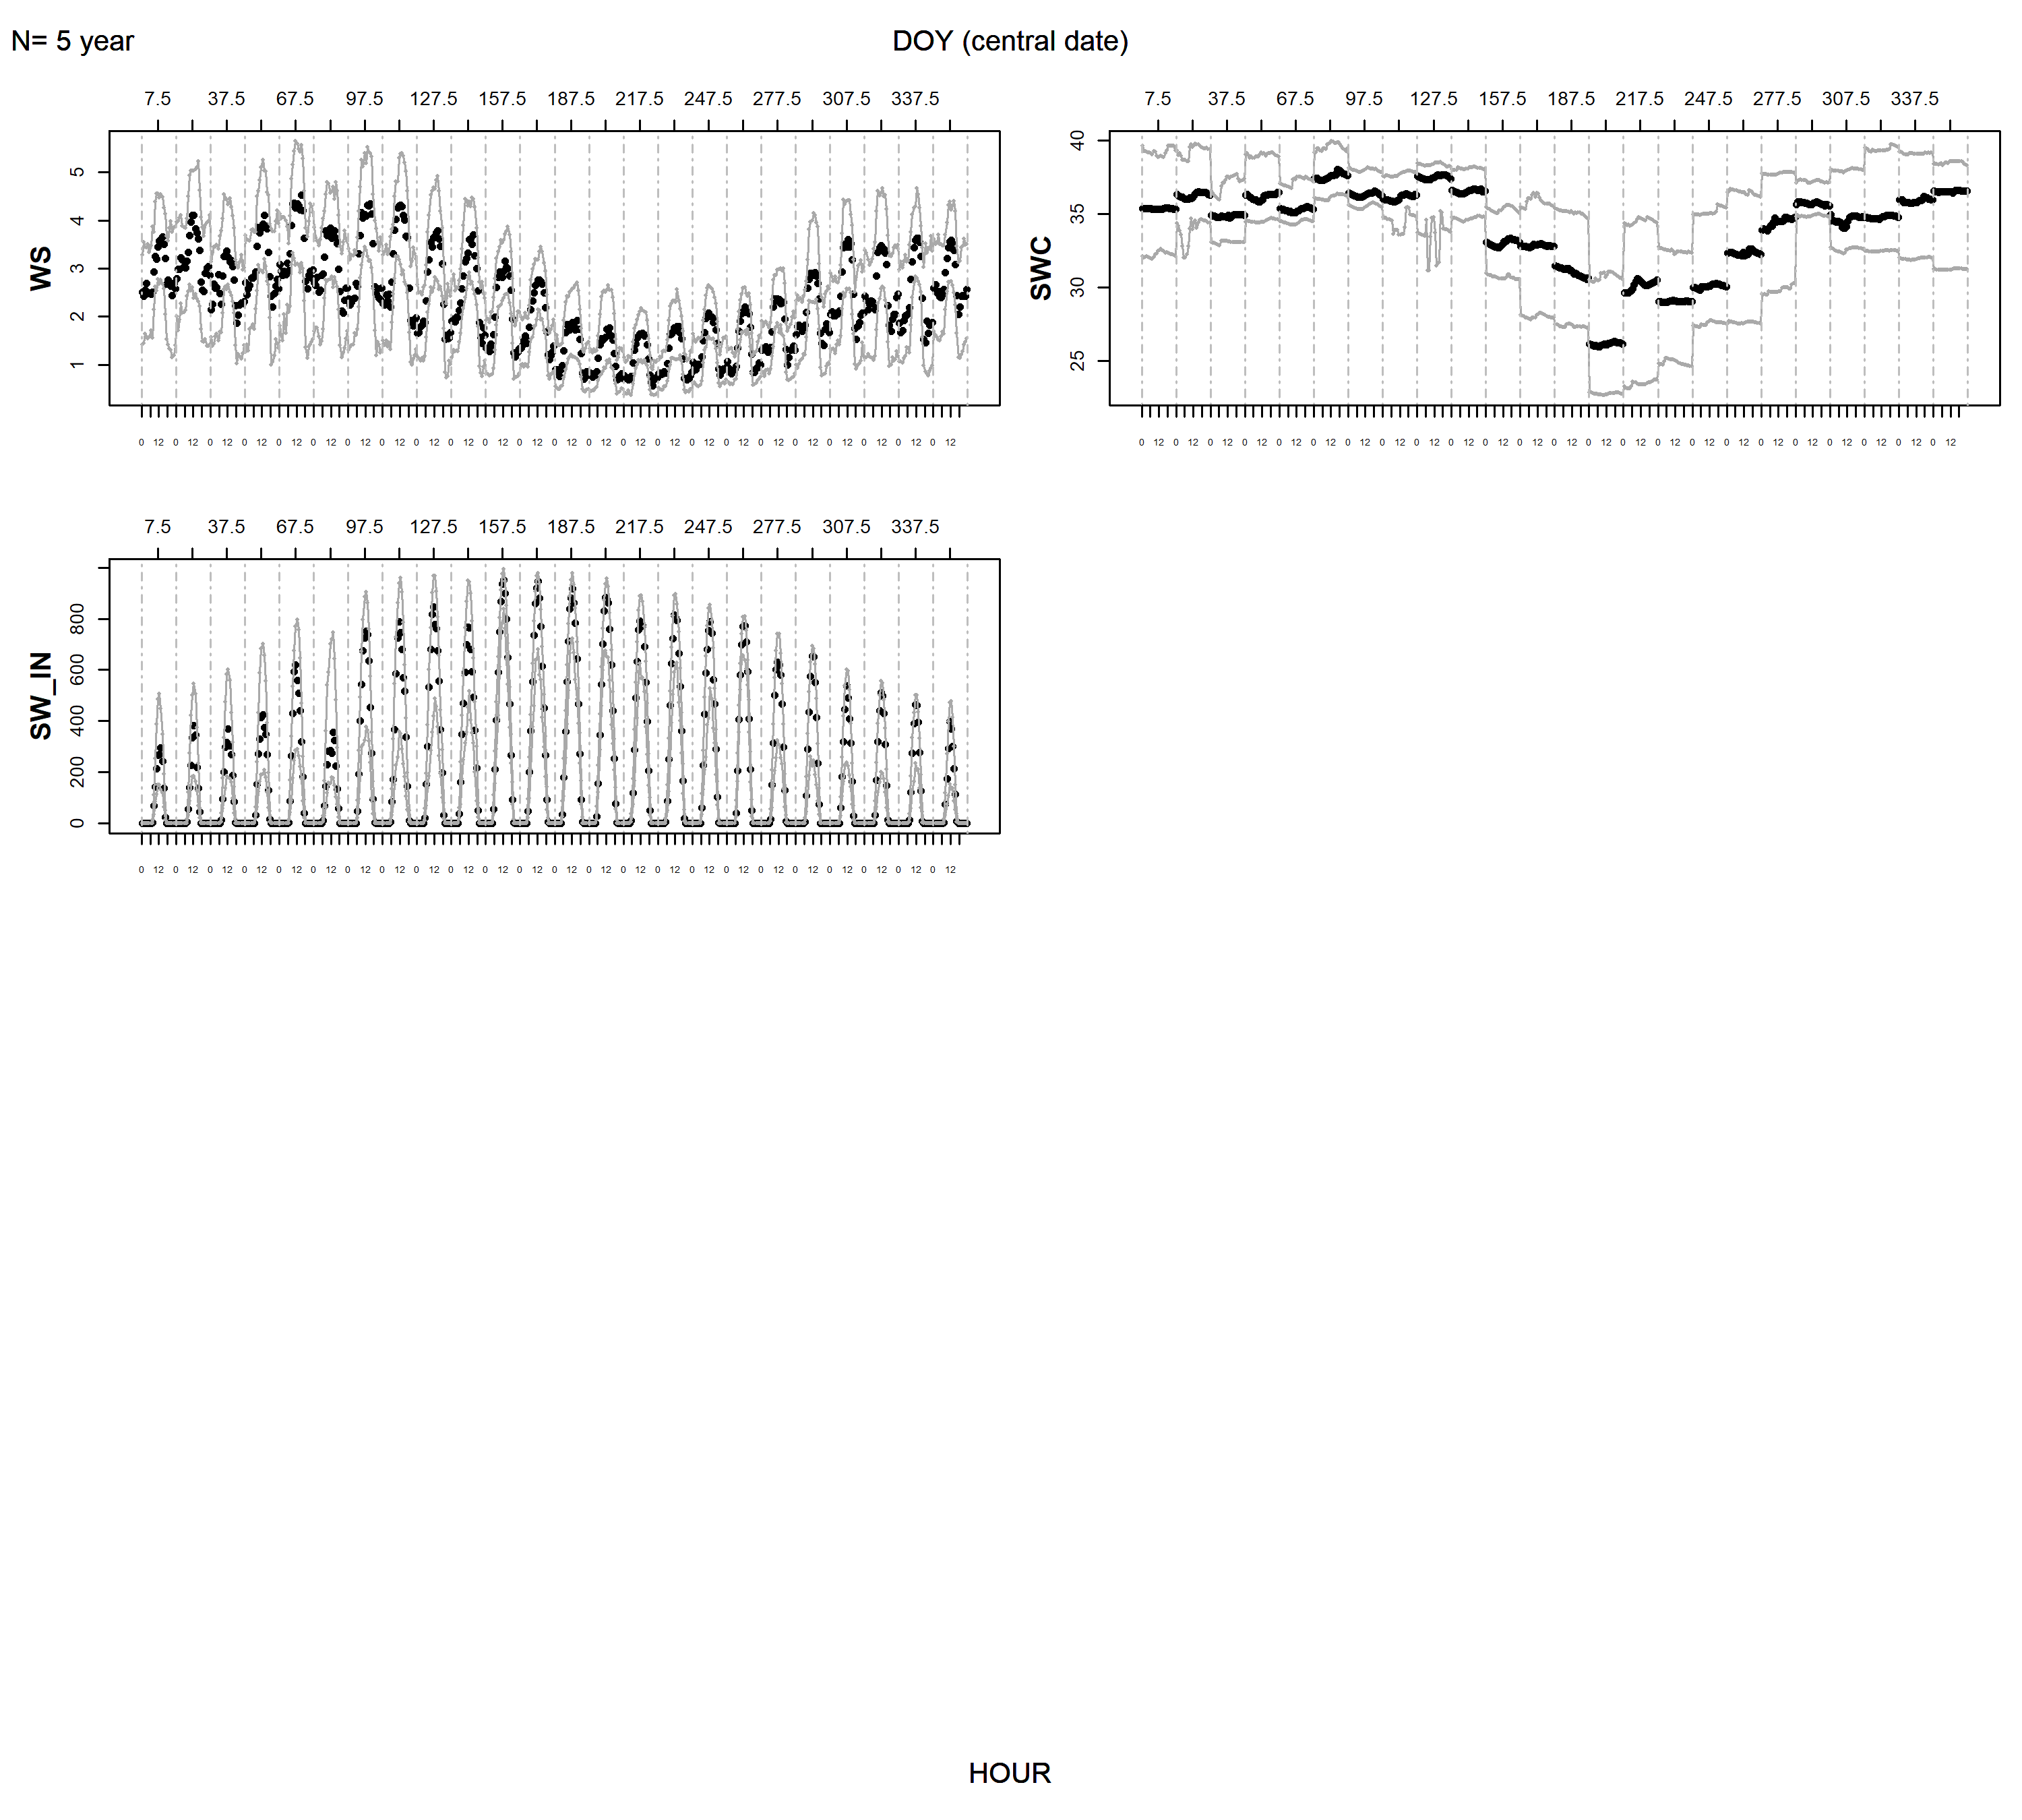 N= 5 year
DOY (central date)
7.5 37.5 67.5 97.5 127.5 157.5 187.5 217.5 247.5 277.5 307.5 337.5
WS
5
4
3
2
1
0 12 0 12 0 12 0 12 0 12 0 12 0 12 0 12 0 12 0 12 0 12 0 12 0 12 0 12 0 12 0 12 0 12 0 12 0 12 0 12 0 12 0 12 0 12 0 12
7.5 37.5 67.5 97.5 127.5 157.5 187.5 217.5 247.5 277.5 307.5 337.5
SWC
40
35
30
25
0 12 0 12 0 12 0 12 0 12 0 12 0 12 0 12 0 12 0 12 0 12 0 12 0 12 0 12 0 12 0 12 0 12 0 12 0 12 0 12 0 12 0 12 0 12 0 12
7.5 37.5 67.5 97.5 127.5 157.5 187.5 217.5 247.5 277.5 307.5 337.5
SW_IN
800
600
400
200
0
0 12 0 12 0 12 0 12 0 12 0 12 0 12 0 12 0 12 0 12 0 12 0 12 0 12 0 12 0 12 0 12 0 12 0 12 0 12 0 12 0 12 0 12 0 12 0 12
HOUR